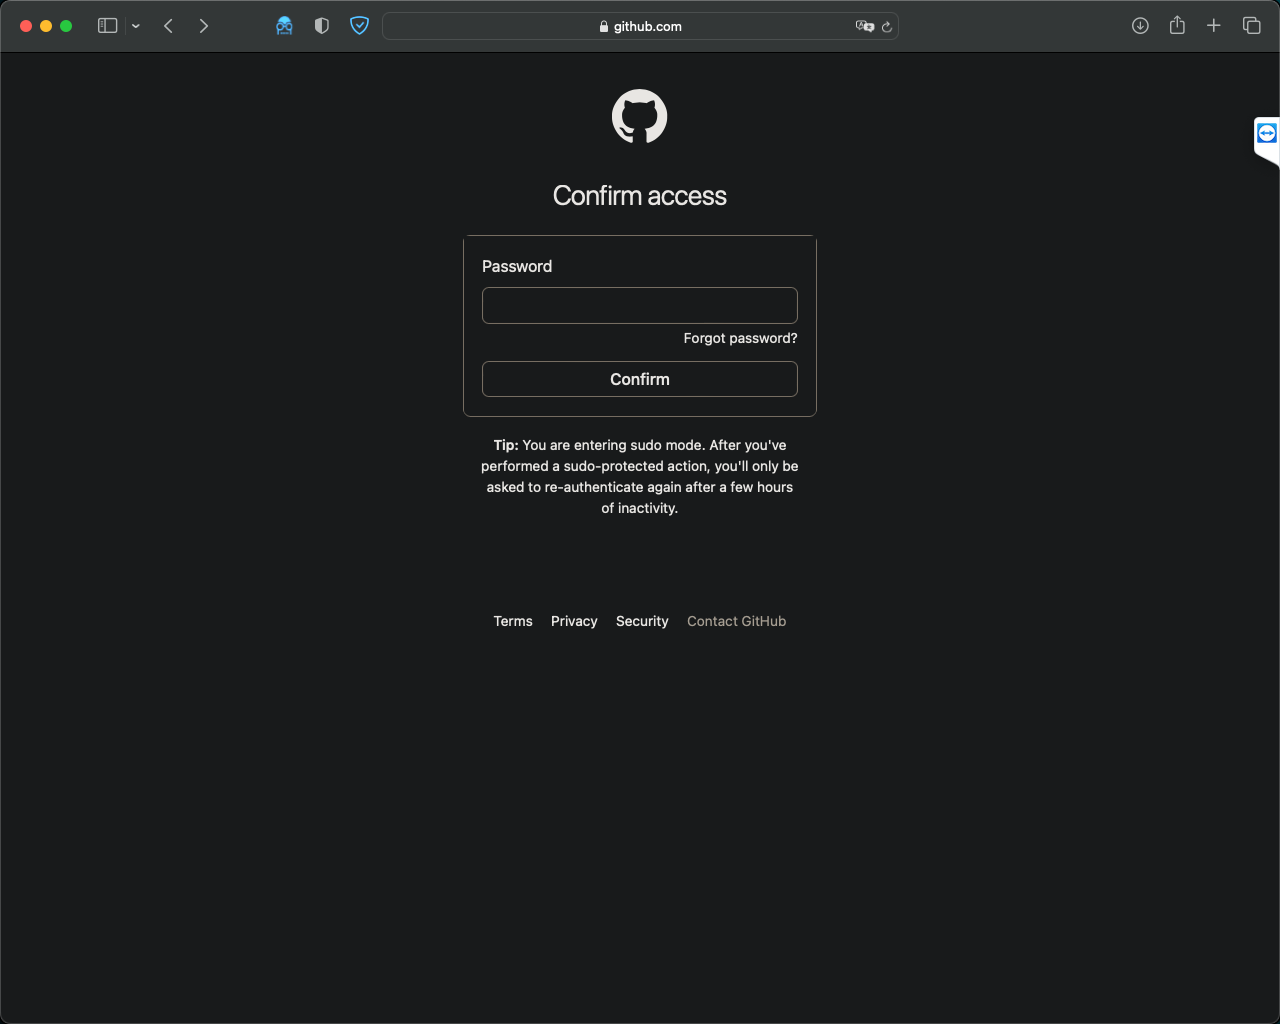 github.com
Confirm access
Password
Forgot password?
Confirm
Tip: You are entering sudo mode. After you've
performed a sudo-protected action, you'll only be
asked to re-authenticate again after a few hours
of inactivity.
Terms Privacy Security Contact GitHub